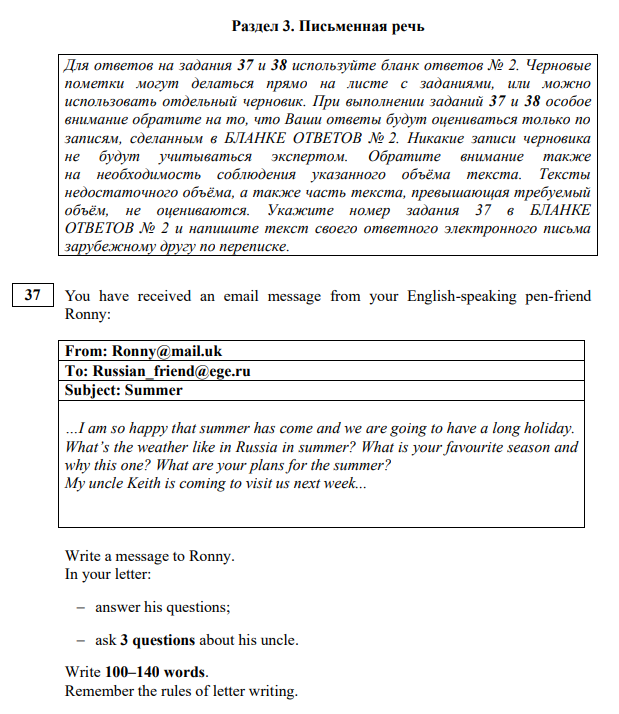 Раздел 3. Письменная речь
Для ответов на задания 37 и 38 используйте бланк ответов № 2. Черновые
пометки могут делаться прямо на листе с заданиями, или можно
использовать отдельный черновик. При выполнении заданий 37 и 38 особое
внимание обратите на то, что Ваши ответы будут оцениваться только по
записям, сделанным в БЛАНКЕ ОТВЕТОВ № 2. Никакие записи черновика
не будут учитываться экспертом. Обратите внимание также
на необходимость соблюдения указанного объёма текста. Тексты
недостаточного объёма, а также часть текста, превышающая требуемый
объём, не оцениваются. Укажите номер задания 37 в БЛАНКЕ
ОТВЕТОВ № 2 и напишите текст своего ответного электронного письма
зарубежному другу по переписке.
37 You have received an email message from your English-speaking pen-friend
Ronny:
From: Ronny@mail.uk
To: Russian_friend@ege.ru
Subject: Summer
…I am so happy that summer has come and we are going to have a long holiday.
What's the weather like in Russia in summer? What is your favourite season and
why this one? What are your plans for the summer?
My uncle Keith is coming to visit us next week...
Write a message to Ronny.
In your letter:
– answer his questions;
– ask 3 questions about his uncle.
Write 100–140 words.
Remember the rules of letter writing.